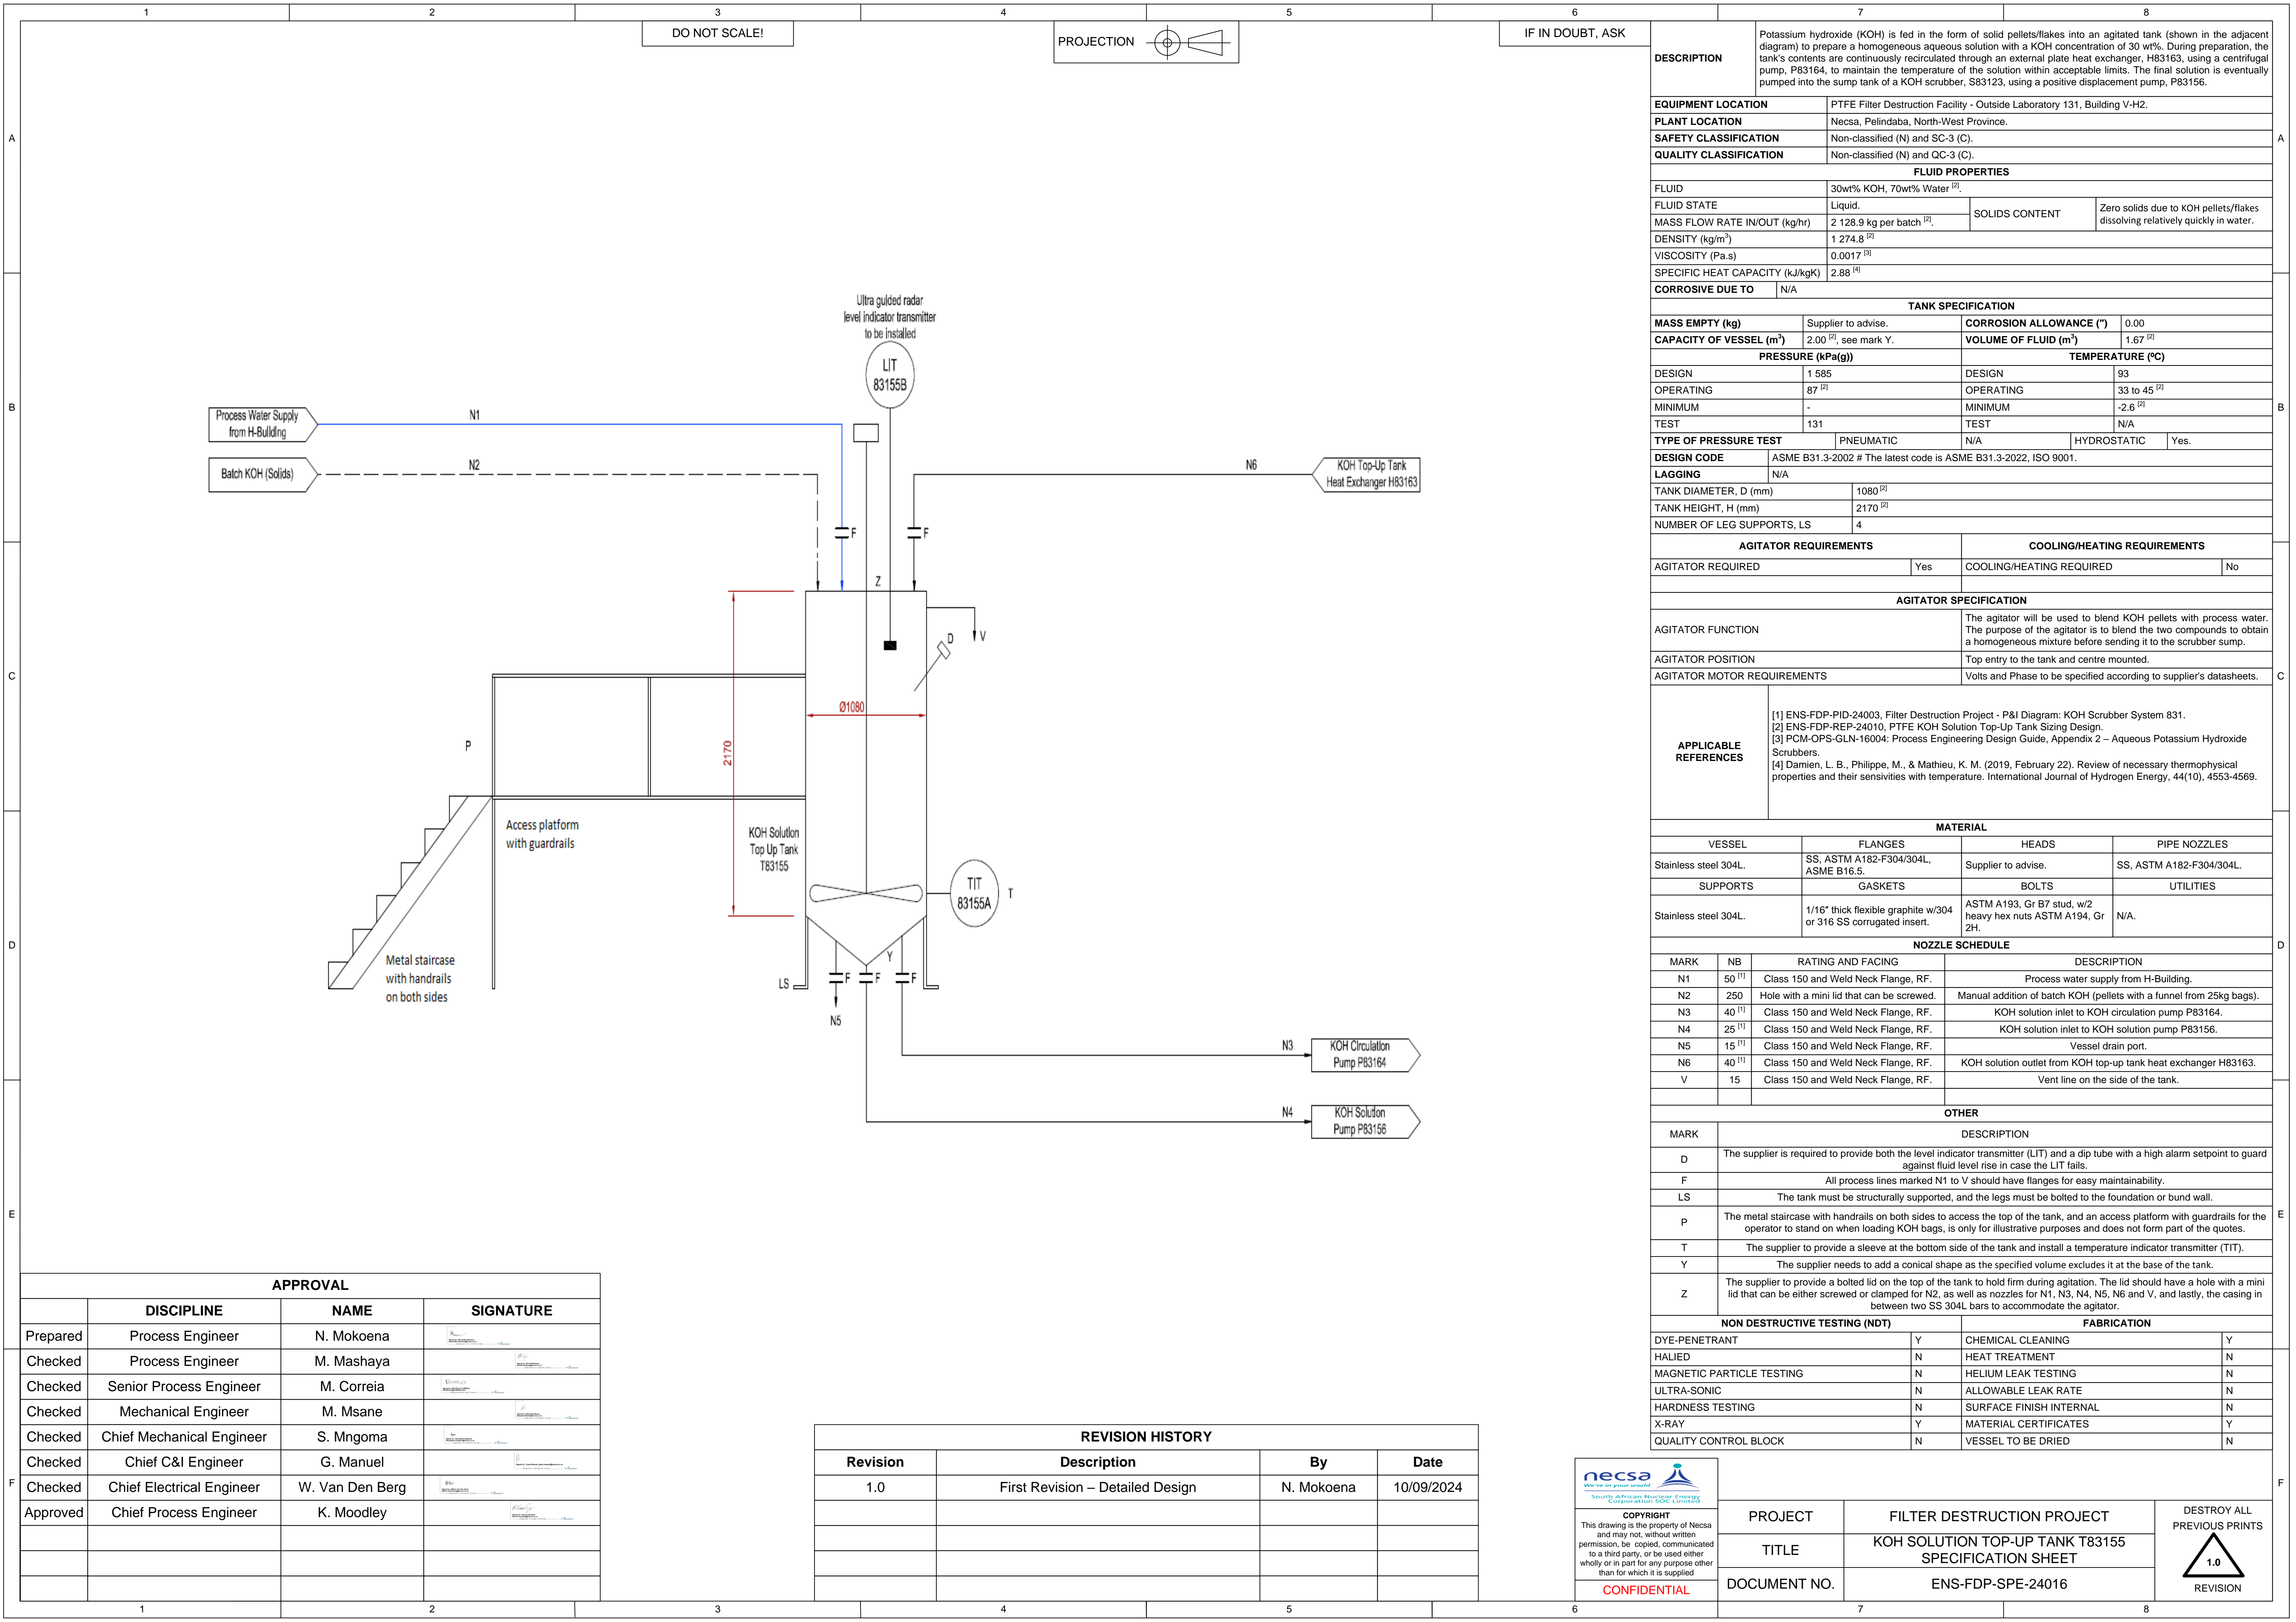 1 2 3 4 5 6 7 8
DO NOT SCALE!
PROJECTION
IF IN DOUBT, ASK
A
B
C
D
E
F
Ultra guided radar
level indicator transmitter
to be installed
LIT
83155B
Process Water Supply
from H-Building
N1
Batch KOH (Solids)
N2
N6
KOH Top-Up Tank
Heat Exchanger H83163
F
F
Z
D
V
Ø1080
2170
P
Access platform
with guardrails
KOH Solution
Top Up Tank
T83155
TIT
83155A
T
Metal staircase
with handrails
on both sides
Y
LS
F
F
F
N5
N3
KOH Circulation
Pump P83164
N4
KOH Solution
Pump P83156
DESCRIPTION
Potassium hydroxide (KOH) is fed in the form of solid pellets/flakes into an agitated tank (shown in the adjacent
diagram) to prepare a homogeneous aqueous solution with a KOH concentration of 30 wt%. During preparation, the
tank's contents are continuously recirculated through an external plate heat exchanger, H83163, using a centrifugal
pump, P83164, to maintain the temperature of the solution within acceptable limits. The final solution is eventually
pumped into the sump tank of a KOH scrubber, S83123, using a positive displacement pump, P83156.
EQUIPMENT LOCATION PTFE Filter Destruction Facility - Outside Laboratory 131, Building V-H2.
PLANT LOCATION Necsa, Pelindaba, North-West Province.
SAFETY CLASSIFICATION Non-classified (N) and SC-3 (C).
QUALITY CLASSIFICATION Non-classified (N) and QC-3 (C).
FLUID PROPERTIES
FLUID 30wt% KOH, 70wt% Water [2].
FLUID STATE Liquid.
SOLIDS CONTENT
Zero solids due to KOH pellets/flakes
dissolving relatively quickly in water.
MASS FLOW RATE IN/OUT (kg/hr) 2 128.9 kg per batch [2].
DENSITY (kg/m3) 1 274.8 [2]
VISCOSITY (Pa.s) 0.0017 [3]
SPECIFIC HEAT CAPACITY (kJ/kgK) 2.88 [4]
CORROSIVE DUE TO N/A
TANK SPECIFICATION
MASS EMPTY (kg) Supplier to advise. CORROSION ALLOWANCE (") 0.00
CAPACITY OF VESSEL (m3) 2.00 [2], see mark Y. VOLUME OF FLUID (m3) 1.67 [2]
PRESSURE (kPa(g)) TEMPERATURE (ºC)
DESIGN 1 585 DESIGN 93
OPERATING 87 [2] OPERATING 33 to 45 [2]
MINIMUM - MINIMUM -2.6 [2]
TEST 131 TEST N/A
TYPE OF PRESSURE TEST PNEUMATIC N/A HYDROSTATIC Yes.
DESIGN CODE ASME B31.3-2002 # The latest code is ASME B31.3-2022, ISO 9001.
LAGGING N/A
TANK DIAMETER, D (mm) 1080 [2]
TANK HEIGHT, H (mm) 2170 [2]
NUMBER OF LEG SUPPORTS, LS 4
AGITATOR REQUIREMENTS COOLING/HEATING REQUIREMENTS
AGITATOR REQUIRED Yes COOLING/HEATING REQUIRED No
AGITATOR SPECIFICATION
AGITATOR FUNCTION
The agitator will be used to blend KOH pellets with process water.
The purpose of the agitator is to blend the two compounds to obtain
a homogeneous mixture before sending it to the scrubber sump.
AGITATOR POSITION Top entry to the tank and centre mounted.
AGITATOR MOTOR REQUIREMENTS Volts and Phase to be specified according to supplier's datasheets.
APPLICABLE
REFERENCES
[1] ENS-FDP-PID-24003, Filter Destruction Project - P&I Diagram: KOH Scrubber System 831.
[2] ENS-FDP-REP-24010, PTFE KOH Solution Top-Up Tank Sizing Design.
[3] PCM-OPS-GLN-16004: Process Engineering Design Guide, Appendix 2 – Aqueous Potassium Hydroxide
Scrubbers.
[4] Damien, L. B., Philippe, M., & Mathieu, K. M. (2019, February 22). Review of necessary thermophysical
properties and their sensivities with temperature. International Journal of Hydrogen Energy, 44(10), 4553-4569.
MATERIAL
VESSEL FLANGES HEADS PIPE NOZZLES
Stainless steel 304L.
SS, ASTM A182-F304/304L,
ASME B16.5.
Supplier to advise.
SS, ASTM A182-F304/304L.
SUPPORTS GASKETS BOLTS UTILITIES
Stainless steel 304L.
1/16" thick flexible graphite w/304
or 316 SS corrugated insert.
ASTM A193, Gr B7 stud, w/2
heavy hex nuts ASTM A194, Gr
2H.
N/A.
NOZZLE SCHEDULE
MARK NB RATING AND FACING DESCRIPTION
N1 50 [1] Class 150 and Weld Neck Flange, RF. Process water supply from H-Building.
N2 250 Hole with a mini lid that can be screwed. Manual addition of batch KOH (pellets with a funnel from 25kg bags).
N3 40 [1] Class 150 and Weld Neck Flange, RF. KOH solution inlet to KOH circulation pump P83164.
N4 25 [1] Class 150 and Weld Neck Flange, RF. KOH solution inlet to KOH solution pump P83156.
N5 15 [1] Class 150 and Weld Neck Flange, RF. Vessel drain port.
N6 40 [1] Class 150 and Weld Neck Flange, RF. KOH solution outlet from KOH top-up tank heat exchanger H83163.
V 15 Class 150 and Weld Neck Flange, RF. Vent line on the side of the tank.
OTHER
MARK DESCRIPTION
D
The supplier is required to provide both the level indicator transmitter (LIT) and a dip tube with a high alarm setpoint to guard
against fluid level rise in case the LIT fails.
F All process lines marked N1 to V should have flanges for easy maintainability.
LS The tank must be structurally supported, and the legs must be bolted to the foundation or bund wall.
P
The metal staircase with handrails on both sides to access the top of the tank, and an access platform with guardrails for the
operator to stand on when loading KOH bags, is only for illustrative purposes and does not form part of the quotes.
T The supplier to provide a sleeve at the bottom side of the tank and install a temperature indicator transmitter (TIT).
Y The supplier needs to add a conical shape as the specified volume excludes it at the base of the tank.
Z
The supplier to provide a bolted lid on the top of the tank to hold firm during agitation. The lid should have a hole with a mini
lid that can be either screwed or clamped for N2, as well as nozzles for N1, N3, N4, N5, N6 and V, and lastly, the casing in
between two SS 304L bars to accommodate the agitator.
NON DESTRUCTIVE TESTING (NDT) FABRICATION
DYE-PENETRANT Y CHEMICAL CLEANING Y
HALIED N HEAT TREATMENT N
MAGNETIC PARTICLE TESTING N HELIUM LEAK TESTING N
ULTRA-SONIC N ALLOWABLE LEAK RATE N
HARDNESS TESTING N SURFACE FINISH INTERNAL N
X-RAY Y MATERIAL CERTIFICATES Y
QUALITY CONTROL BLOCK N VESSEL TO BE DRIED N
APPROVAL
DISCIPLINE NAME SIGNATURE
Prepared Process Engineer N. Mokoena
Checked Process Engineer M. Mashaya
Checked Senior Process Engineer M. Correia
Checked Mechanical Engineer M. Msane
Checked Chief Mechanical Engineer S. Mngoma
Checked Chief C&I Engineer G. Manuel
Checked Chief Electrical Engineer W. Van Den Berg
Approved Chief Process Engineer K. Moodley
REVISION HISTORY
Revision Description By Date
1.0 First Revision – Detailed Design N. Mokoena 10/09/2024
necsa
We're in your world
South African Nuclear Energy
Corporation SOC Limited
COPYRIGHT
This drawing is the property of Necsa
and may not, without written
permission, be copied, communicated
to a third party, or be used either
wholly or in part for any purpose other
than for which it is supplied
CONFIDENTIAL
PROJECT FILTER DESTRUCTION PROJECT
TITLE
KOH SOLUTION TOP-UP TANK T83155
SPECIFICATION SHEET
DOCUMENT NO. ENS-FDP-SPE-24016
DESTROY ALL
PREVIOUS PRINTS
1.0
REVISION
A
B
C
D
E
F
1 2 3 4 5 6 7 8